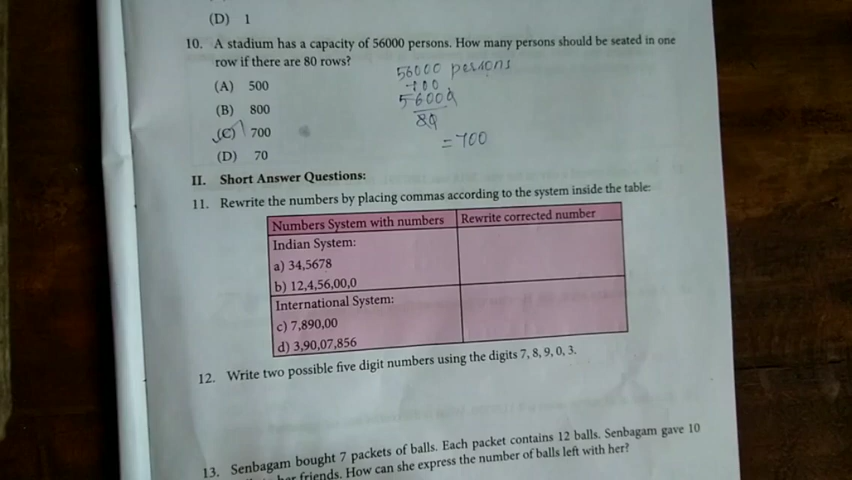 (D) 1
10. A stadium has a capacity of 56000 persons. How many persons should be seated in one
row if there are 80 rows?
(A) 500
(B) 800
(C) 700
(D) 70
56000 persons
700
56000
80
= 700
II. Short Answer Questions:
11. Rewrite the numbers by placing commas according to the system inside the table:
Numbers System with numbers Rewrite corrected number
Indian System:
a) 34,5678
b) 12,4,56,00,0
International System:
c) 7,890,00
d) 3,90,07,856
12. Write two possible five digit numbers using the digits 7, 8, 9, 0, 3.
13. Senbagam bought 7 packets of balls. Each packet contains 12 balls. Senbagam gave 10
friends. How can she express the number of balls left with her?